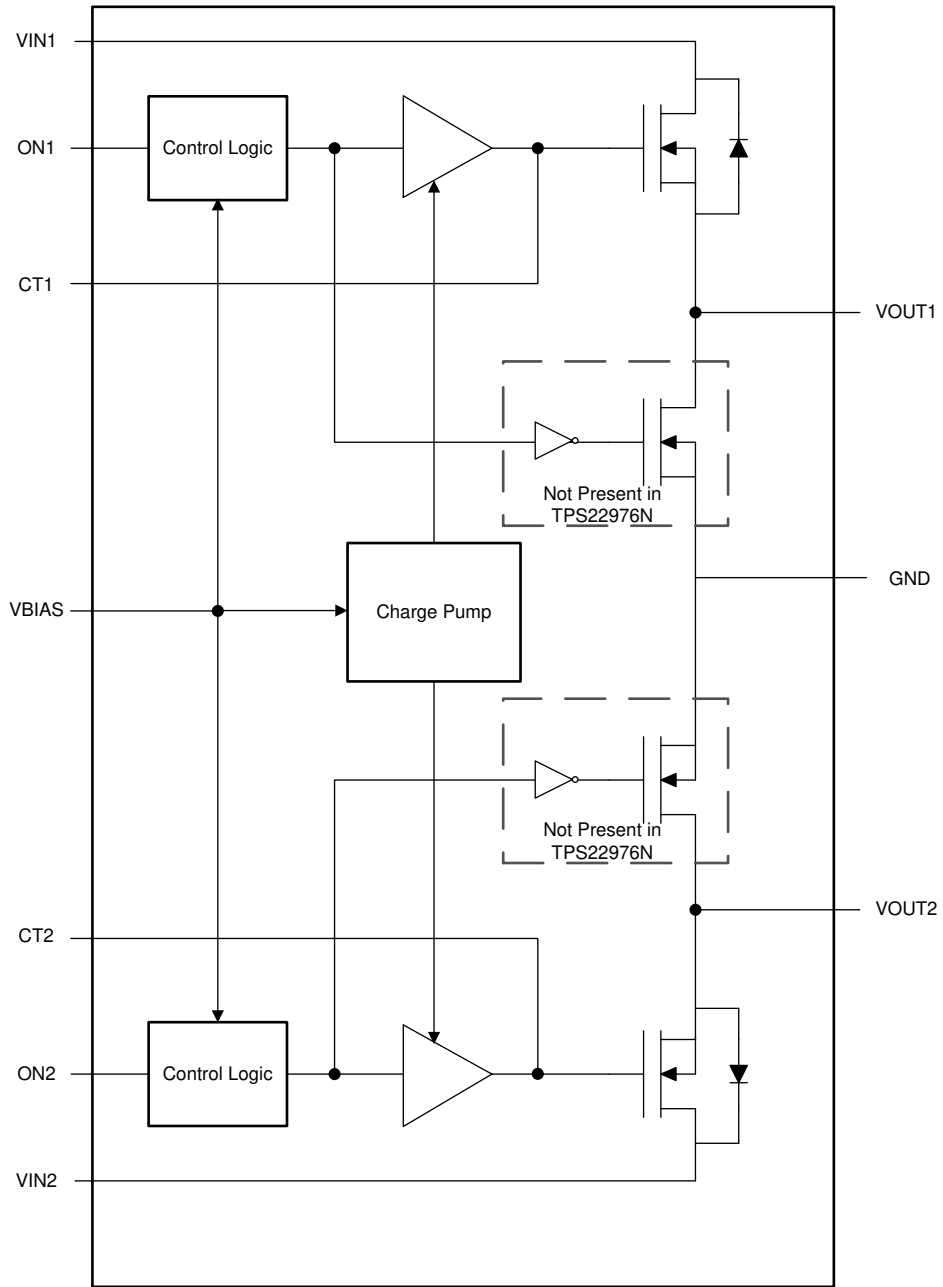 VIN1
ON1
Control Logic
CT1
VOUT1
Not Present in
TPS22976N
GND
VBIAS
Charge Pump
Not Present in
TPS22976N
VOUT2
CT2
ON2
Control Logic
VIN2